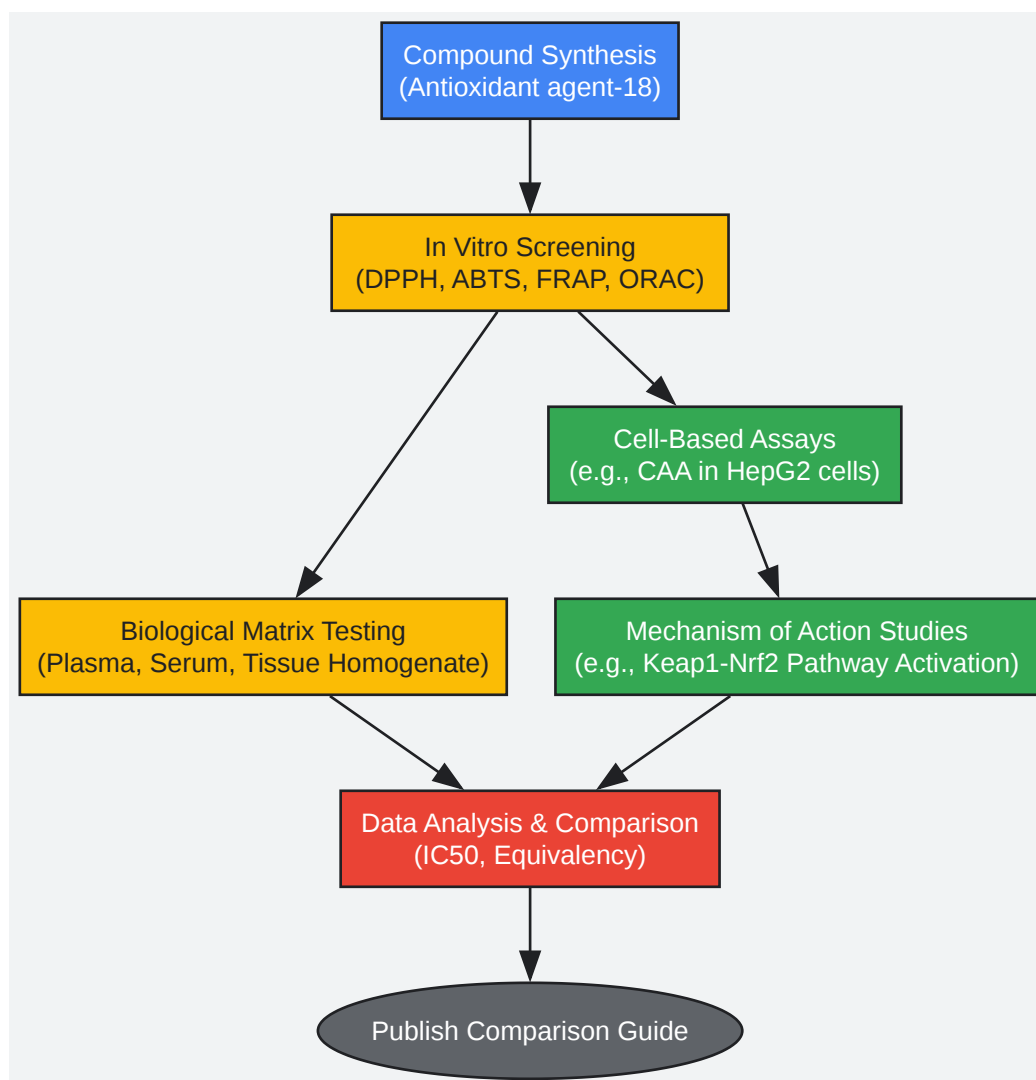 Compound Synthesis
(Antioxidant agent-18)
In Vitro Screening
(DPPH, ABTS, FRAP, ORAC)
Cell-Based Assays
(e.g., CAA in HepG2 cells)
Biological Matrix Testing
(Plasma, Serum, Tissue Homogenate)
Mechanism of Action Studies
(e.g., Keap1-Nrf2 Pathway Activation)
Data Analysis & Comparison
(IC50, Equivalency)
Publish Comparison Guide